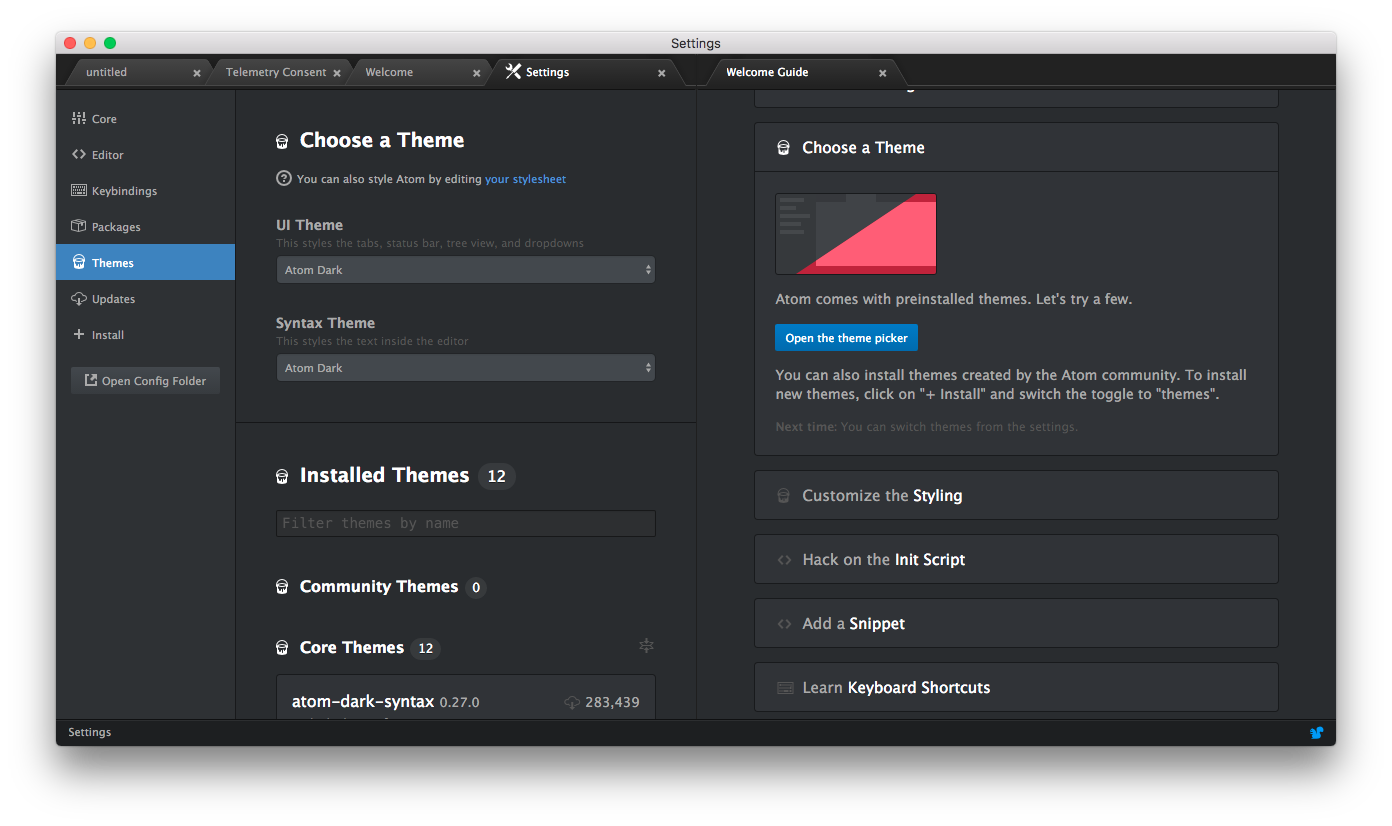 Settings
untitled
Telemetry Consent
Welcome
Settings
Welcome Guide
Core
Editor
Keybindings
Packages
Themes
Updates
Install
Open Config Folder
Choose a Theme
You can also style Atom by editing your stylesheet
UI Theme
This styles the tabs, status bar, tree view, and dropdowns
Atom Dark
Syntax Theme
This styles the text inside the editor
Atom Dark
Installed Themes 12
Filter themes by name
Community Themes 0
Core Themes 12
atom-dark-syntax 0.27.0 283,439
Choose a Theme
Atom comes with preinstalled themes. Let's try a few.
Open the theme picker
You can also install themes created by the Atom community. To install
new themes, click on "+ Install" and switch the toggle to "themes".
Next time: You can switch themes from the settings.
Customize the Styling
Hack on the Init Script
Add a Snippet
Learn Keyboard Shortcuts
Settings